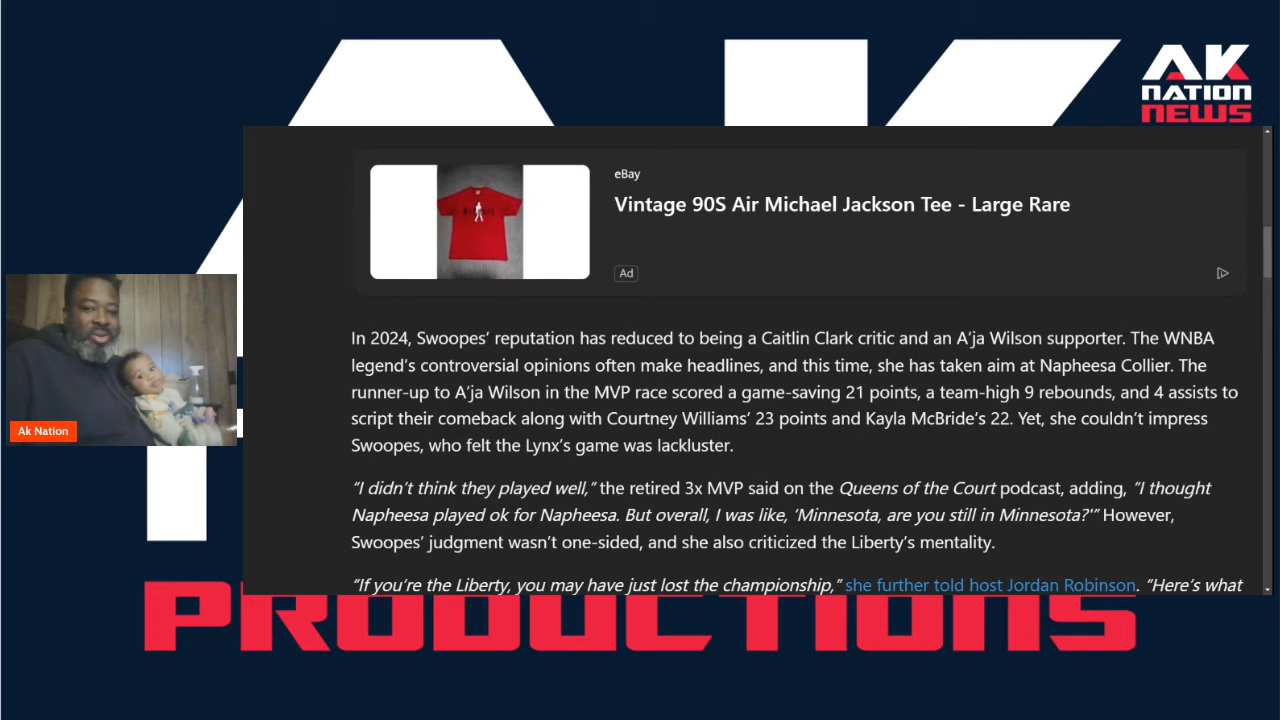 AK
NATION
NEWS
eBay
Vintage 90S Air Michael Jackson Tee - Large Rare
Ad
In 2024, Swoopes’ reputation has reduced to being a Caitlin Clark critic and an A’ja Wilson supporter. The WNBA
legend’s controversial opinions often make headlines, and this time, she has taken aim at Napheesa Collier. The
runner-up to A’ja Wilson in the MVP race scored a game-saving 21 points, a team-high 9 rebounds, and 4 assists to
script their comeback along with Courtney Williams’ 23 points and Kayla McBride’s 22. Yet, she couldn’t impress
Swoopes, who felt the Lynx’s game was lackluster.
“I didn’t think they played well,” the retired 3x MVP said on the Queens of the Court podcast, adding, “I thought
Napheesa played ok for Napheesa. But overall, I was like, ‘Minnesota, are you still in Minnesota?’” However,
Swoopes’ judgment wasn’t one-sided, and she also criticized the Liberty’s mentality.
“If you’re the Liberty, you may have just lost the championship,” she further told host Jordan Robinson. “Here’s what
Ak Nation
PRODUCTIONS